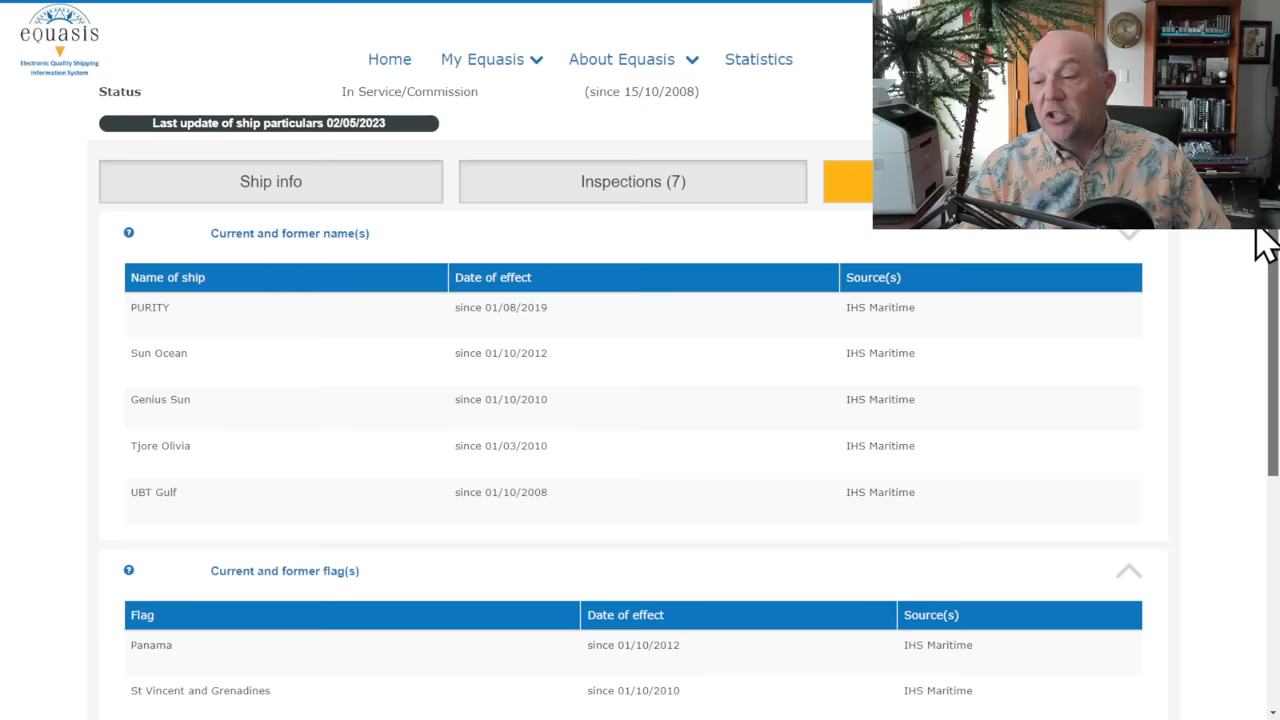 equasis
Electronic Quality Shipping
Information System
Home My Equasis About Equasis Statistics
Status In Service/Commission (since 15/10/2008)
Last update of ship particulars 02/05/2023
Ship info Inspections (7)
Current and former name(s)
Name of ship Date of effect Source(s)
PURITY since 01/08/2019 IHS Maritime
Sun Ocean since 01/10/2012 IHS Maritime
Genius Sun since 01/10/2010 IHS Maritime
Tjore Olivia since 01/03/2010 IHS Maritime
UBT Gulf since 01/10/2008 IHS Maritime
Current and former flag(s)
Flag Date of effect Source(s)
Panama since 01/10/2012 IHS Maritime
St Vincent and Grenadines since 01/10/2010 IHS Maritime